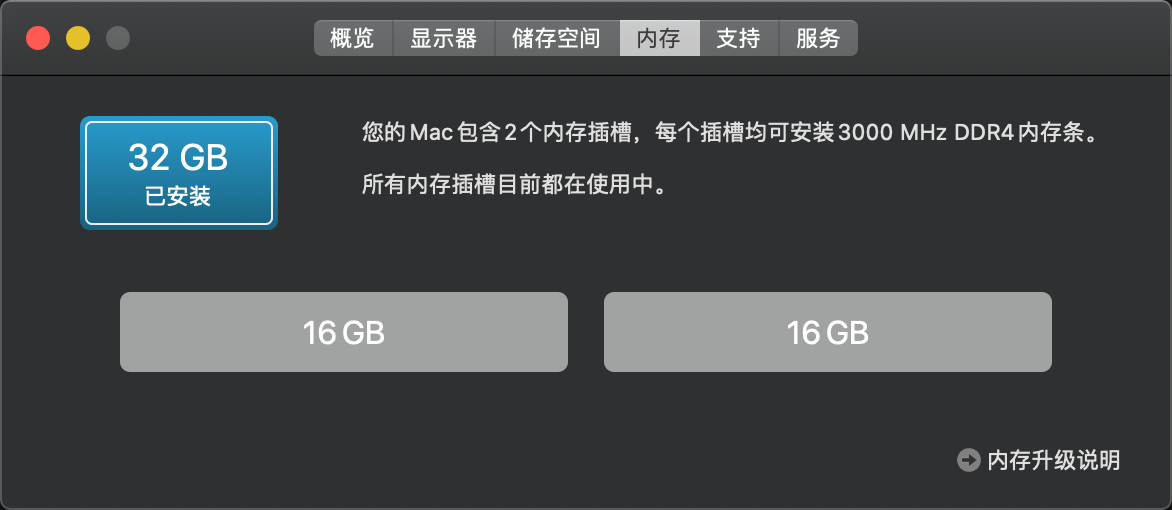 概览 显示器 储存空间 内存 支持 服务
32 GB
已安装
您的 Mac 包含 2 个内存插槽，每个插槽均可安装 3000 MHz DDR4 内存条。
所有内存插槽目前都在使用中。
16 GB 16 GB
内存升级说明